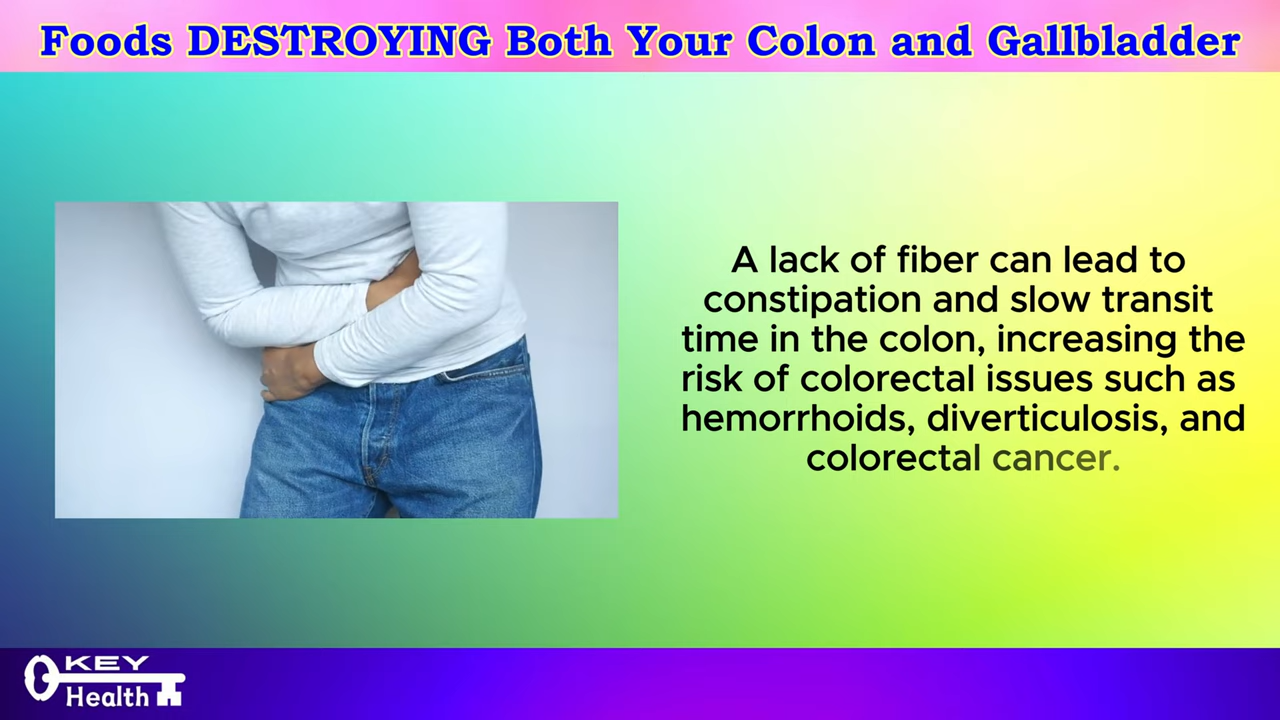 Foods DESTROYING Both Your Colon and Gallbladder
A lack of fiber can lead to
constipation and slow transit
time in the colon, increasing the
risk of colorectal issues such as
hemorrhoids, diverticulosis, and
colorectal cancer.
KEY
Health